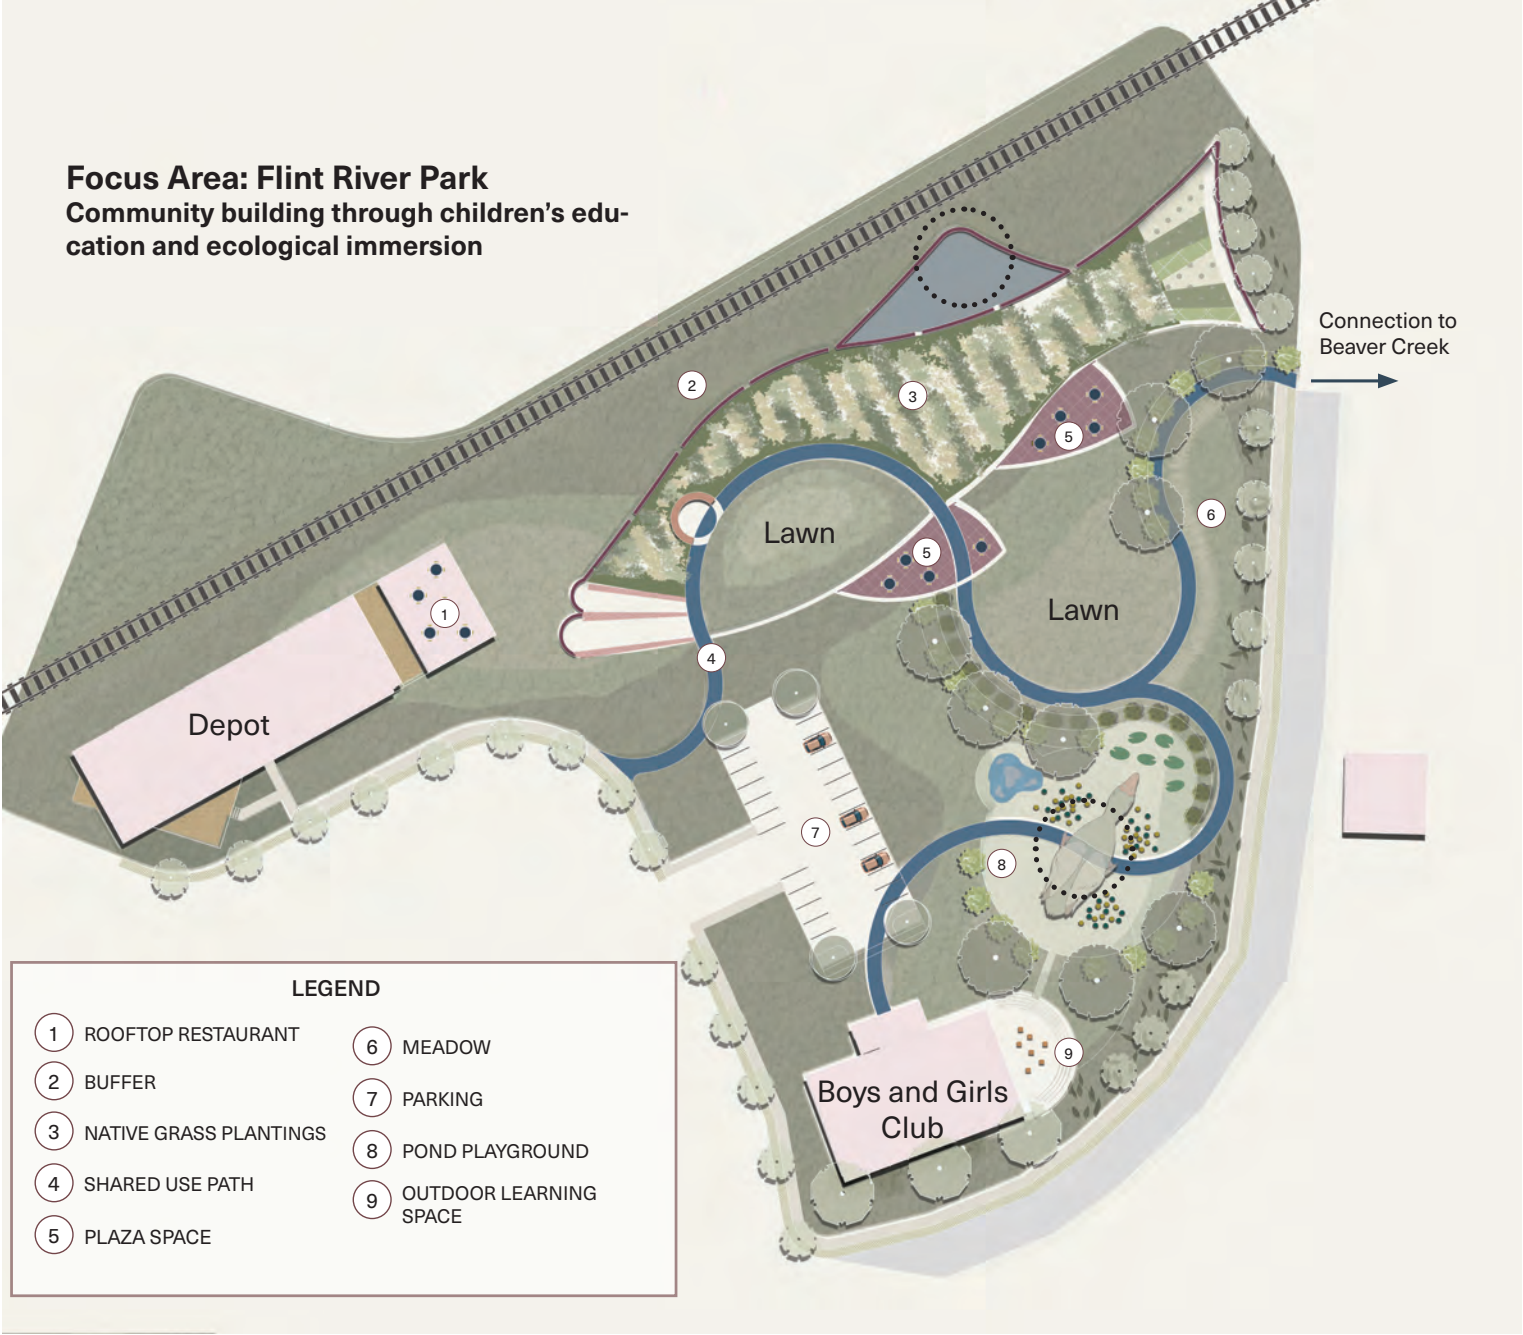 Focus Area: Flint River Park
Community building through children’s edu-
cation and ecological immersion
Connection to
Beaver Creek
2
3
5
6
Lawn
5
1
Lawn
4
Depot
7
8
9
Boys and Girls
Club
LEGEND
1 ROOFTOP RESTAURANT
2 BUFFER
3 NATIVE GRASS PLANTINGS
4 SHARED USE PATH
5 PLAZA SPACE
6 MEADOW
7 PARKING
8 POND PLAYGROUND
9 OUTDOOR LEARNING
SPACE